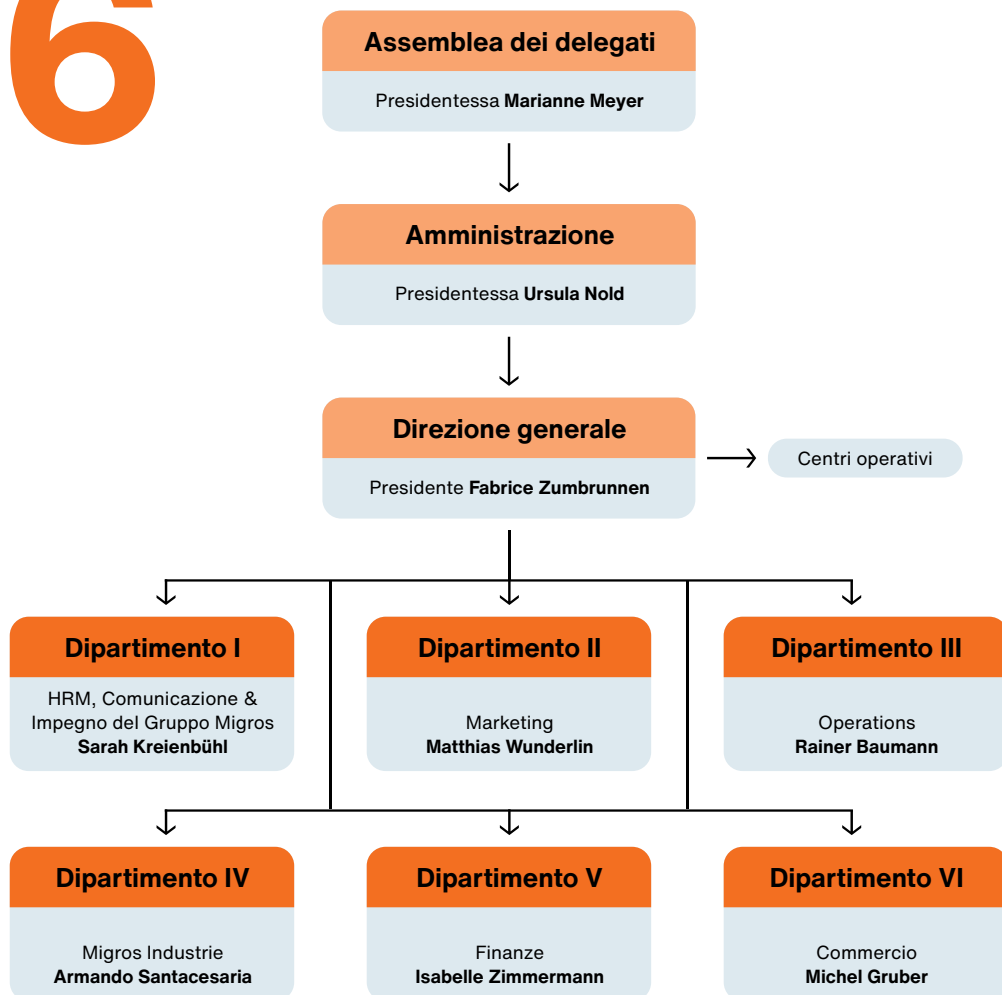 6
Assemblea dei delegati
Presidentessa Marianne Meyer
Amministrazione
Presidentessa Ursula Nold
Direzione generale
Presidente Fabrice Zumbrunnen
Centri operativi
Dipartimento I
HRM, Comunicazione &
Impegno del Gruppo Migros
Sarah Kreienbühl
Dipartimento II
Marketing
Matthias Wunderlin
Dipartimento III
Operations
Rainer Baumann
Dipartimento IV
Migros Industrie
Armando Santacesaria
Dipartimento V
Finanze
Isabelle Zimmermann
Dipartimento VI
Commercio
Michel Gruber